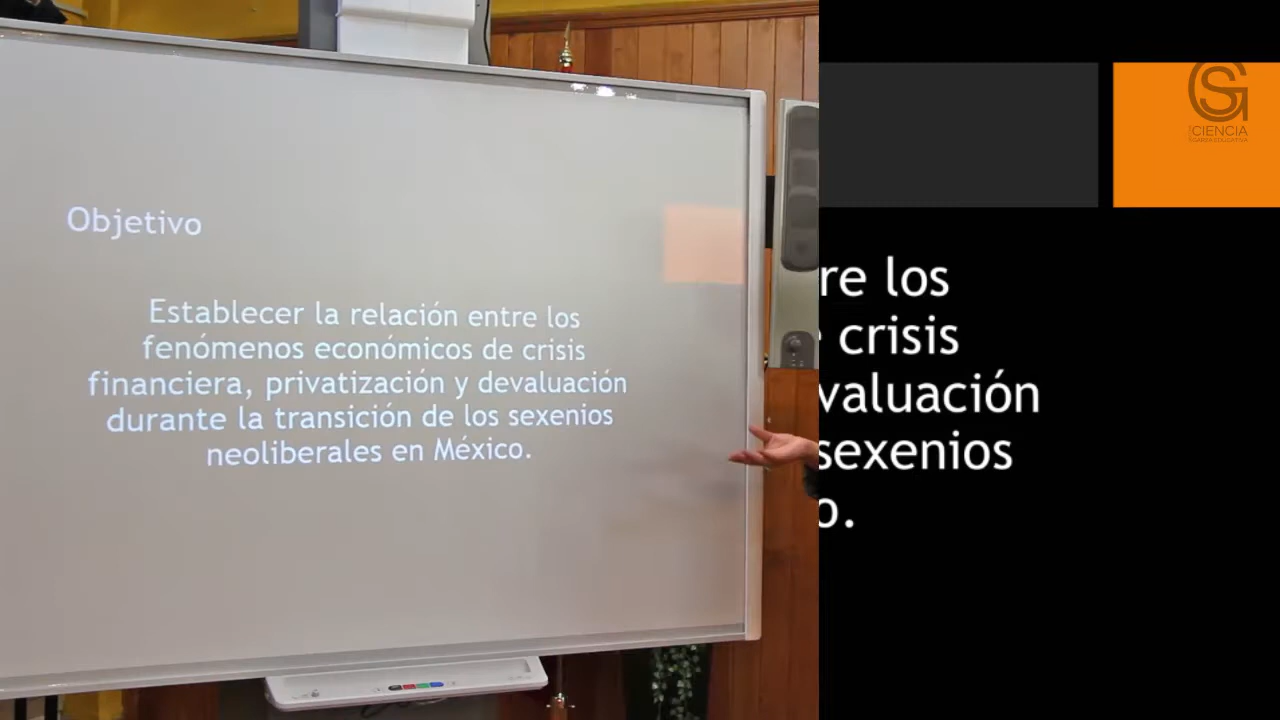 Objetivo
Establecer la relación entre los
fenómenos económicos de crisis
financiera, privatización y devaluación
durante la transición de los sexenios
neoliberales en México.
SG
CIENCIA
re los
crisis
valuación
sexenios
o.